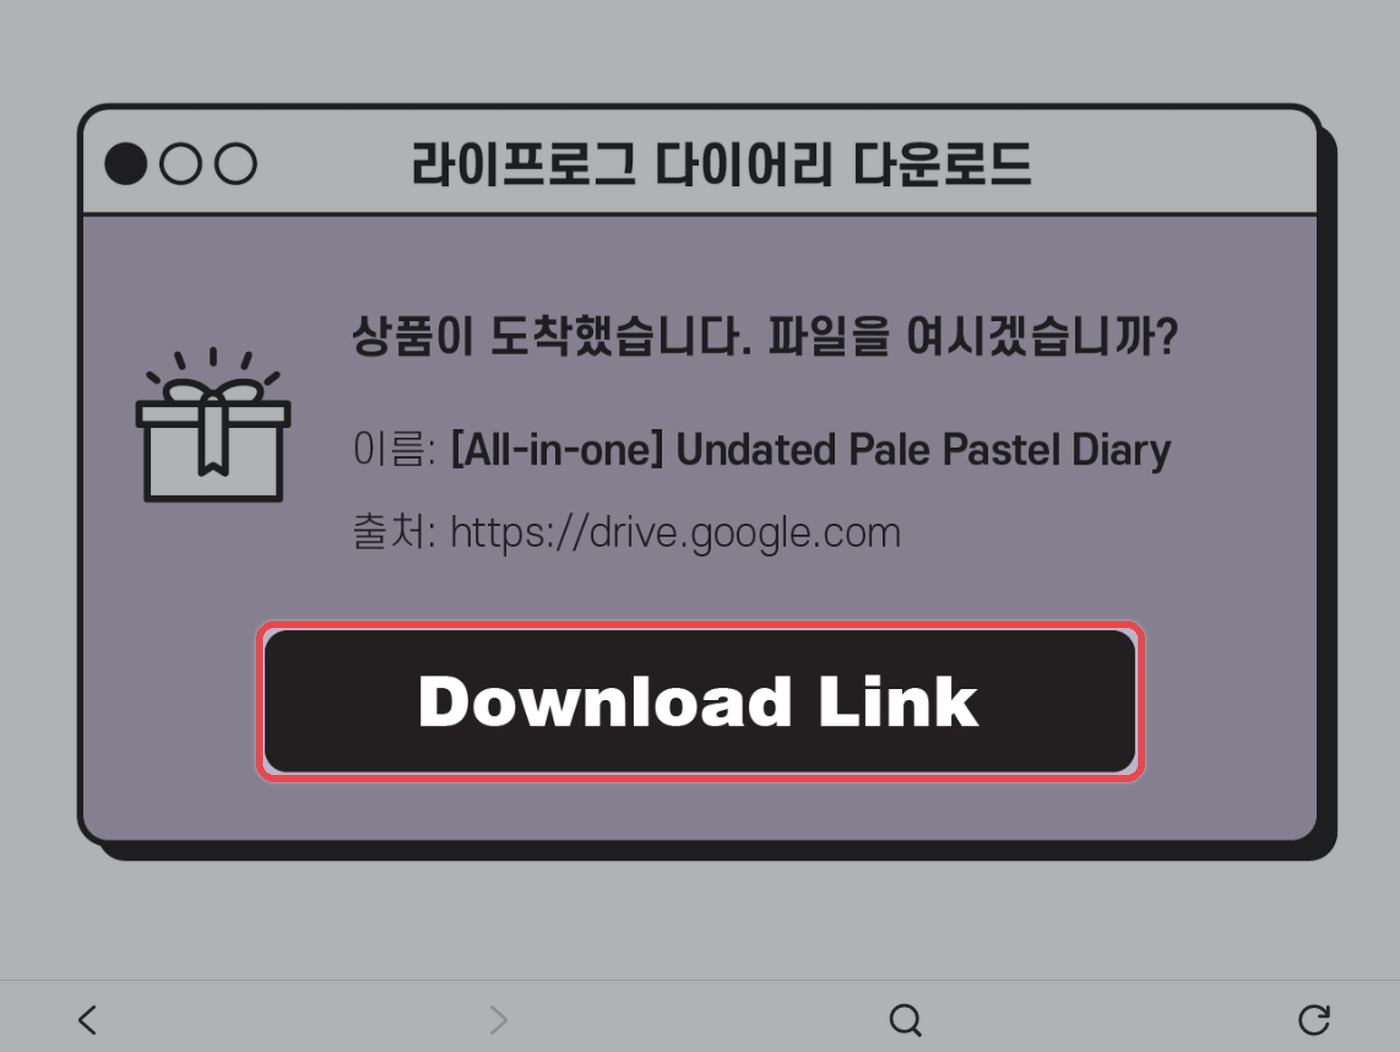 라이프로그 다이어리 다운로드
상품이 도착했습니다. 파일을 여시겠습니까?
이름: [All-in-one] Undated Pale Pastel Diary
출처: https://drive.google.com
Download Link